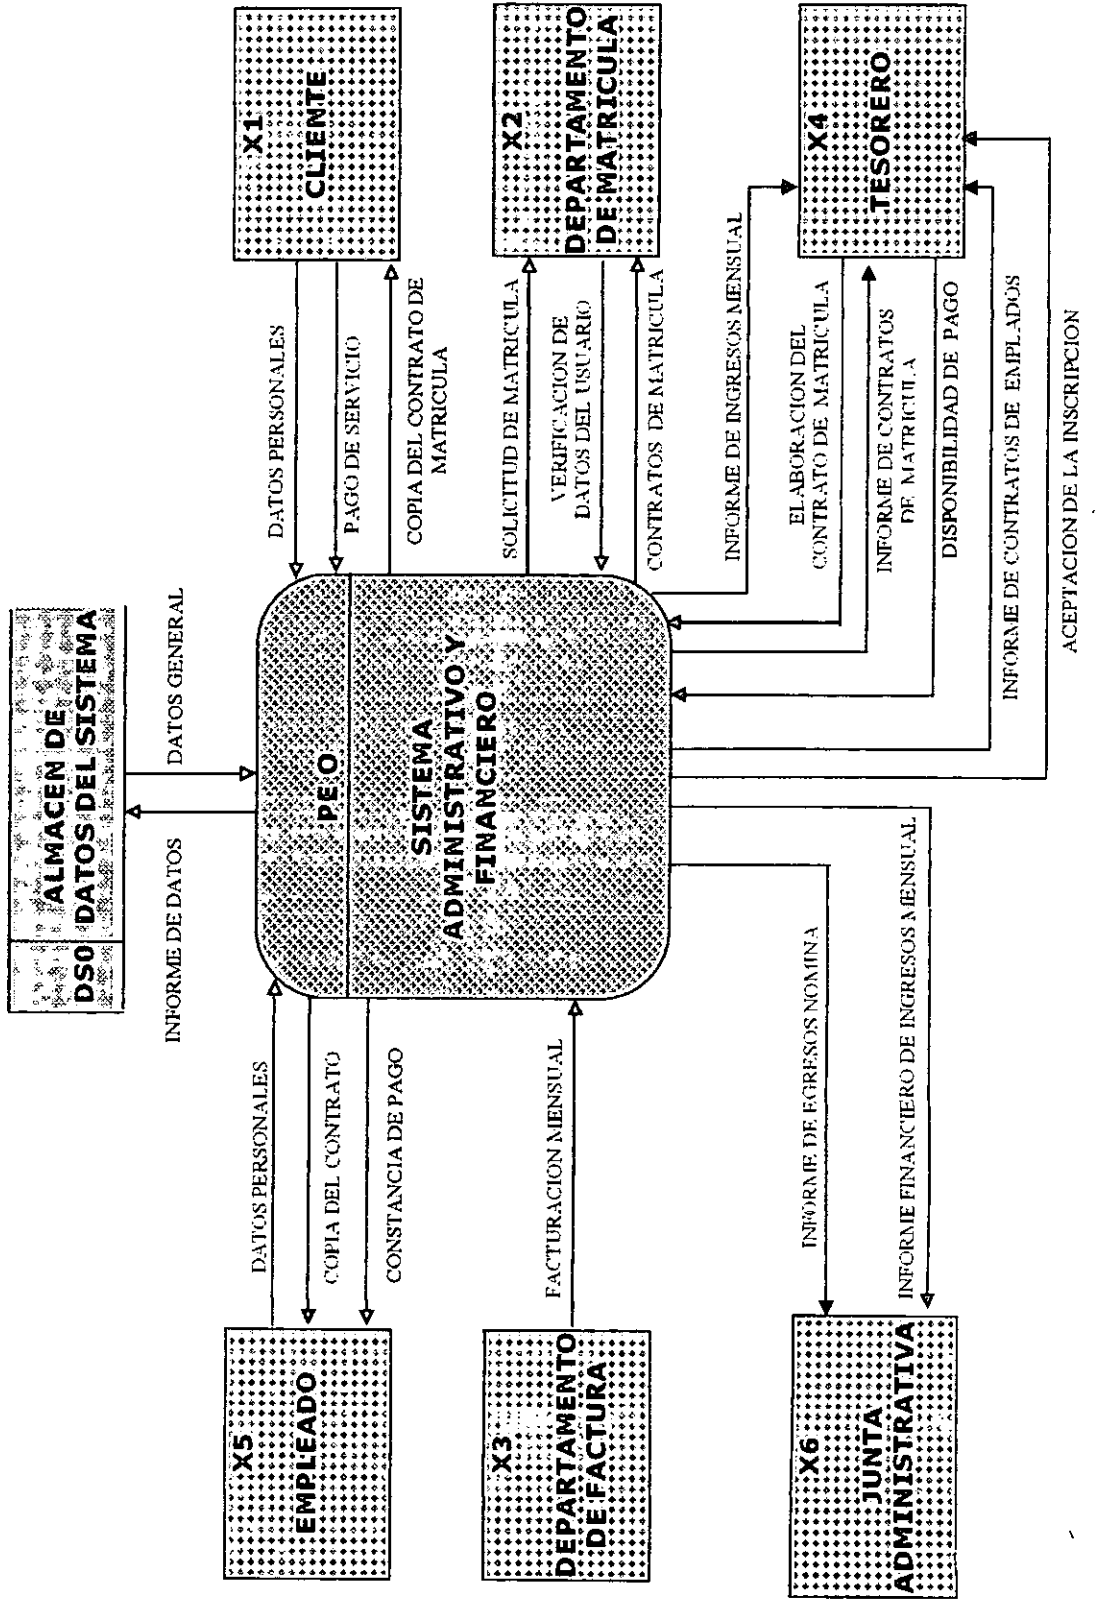 ALMACEN DE
DS0 DATOS DEL SISTEMA
INFORME DE DATOS
DATOS GENERAL
X5
EMPLEADO
DATOS PERSONALES
COPIA DEL CONTRATO
CONSTANCIA DE PAGO
PEO
SISTEMA
ADMINISTRATIVO Y
FINANCIERO
DATOS PERSONALES
PAGO DE SERVICIO
COPIA DEL CONTRATO DE
MATRICULA
X1
CLIENTE
X3
DEPARTAMENTO
DE FACTURA
FACTURACION MENSUAL
SOLICITUD DE MATRICULA
VERIFICACION DE
DATOS DEL USUARIO
CONTRATOS DE MATRICULA
X2
DEPARTAMENTO
DE MATRICULA
X6
JUNTA
ADMINISTRATIVA
INFORME DE EGRESOS NOMINA
INFORME FINANCIERO DE INGRESOS MENSUAL
INFORME DE INGRESOS MENSUAL
ELABORACION DEL
CONTRATO DE MATRICULA
INFORME DE CONTRATOS
DE MATRICULA
DISPONIBILIDAD DE PAGO
INFORME DE CONTRATOS DE EMPLADOS
ACEPTACION DE LA INSCRIPCION
X4
TESORERO